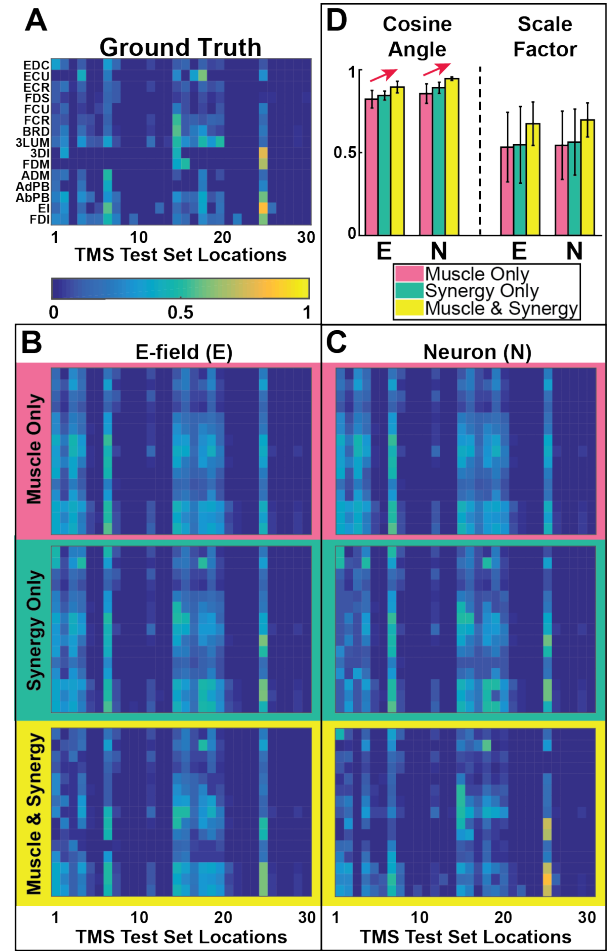 A
Ground Truth
EDC
ECU
ECR
FDS
FCU
FCR
BRD
3LUM
3DI
FDM
ADM
AdPB
AbPB
EI
FDI
1 10 20 30
TMS Test Set Locations
0 0.5 1
D
Cosine Angle
Scale Factor
1
0.5
0
E N E N
Muscle Only
Synergy Only
Muscle & Synergy
B
E-field (E)
C
Neuron (N)
Muscle Only
Synergy Only
Muscle & Synergy
1 10 20 30
TMS Test Set Locations
1 10 20 30
TMS Test Set Locations